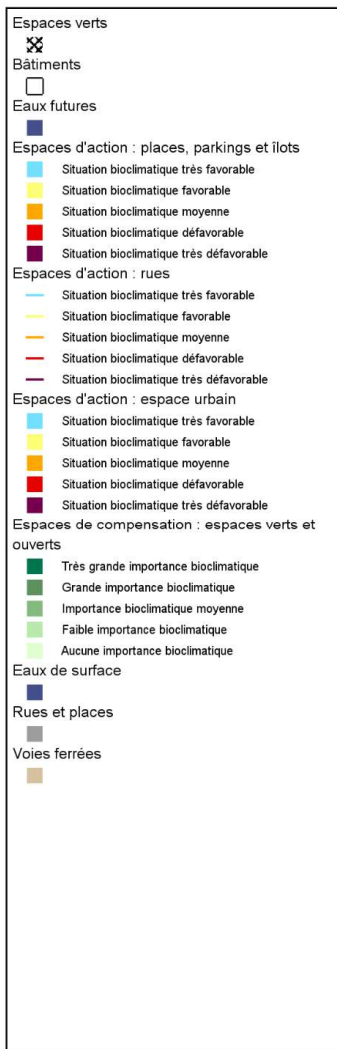 Espaces verts
Bâtiments
Eaux futures
Espaces d'action : places, parkings et îlots
Situation bioclimatique très favorable
Situation bioclimatique favorable
Situation bioclimatique moyenne
Situation bioclimatique défavorable
Situation bioclimatique très défavorable
Espaces d'action : rues
Situation bioclimatique très favorable
Situation bioclimatique favorable
Situation bioclimatique moyenne
Situation bioclimatique défavorable
Situation bioclimatique très défavorable
Espaces d'action : espace urbain
Situation bioclimatique très favorable
Situation bioclimatique favorable
Situation bioclimatique moyenne
Situation bioclimatique défavorable
Situation bioclimatique très défavorable
Espaces de compensation : espaces verts et
ouverts
Très grande importance bioclimatique
Grande importance bioclimatique
Importance bioclimatique moyenne
Faible importance bioclimatique
Aucune importance bioclimatique
Eaux de surface
Rues et places
Voies ferrées